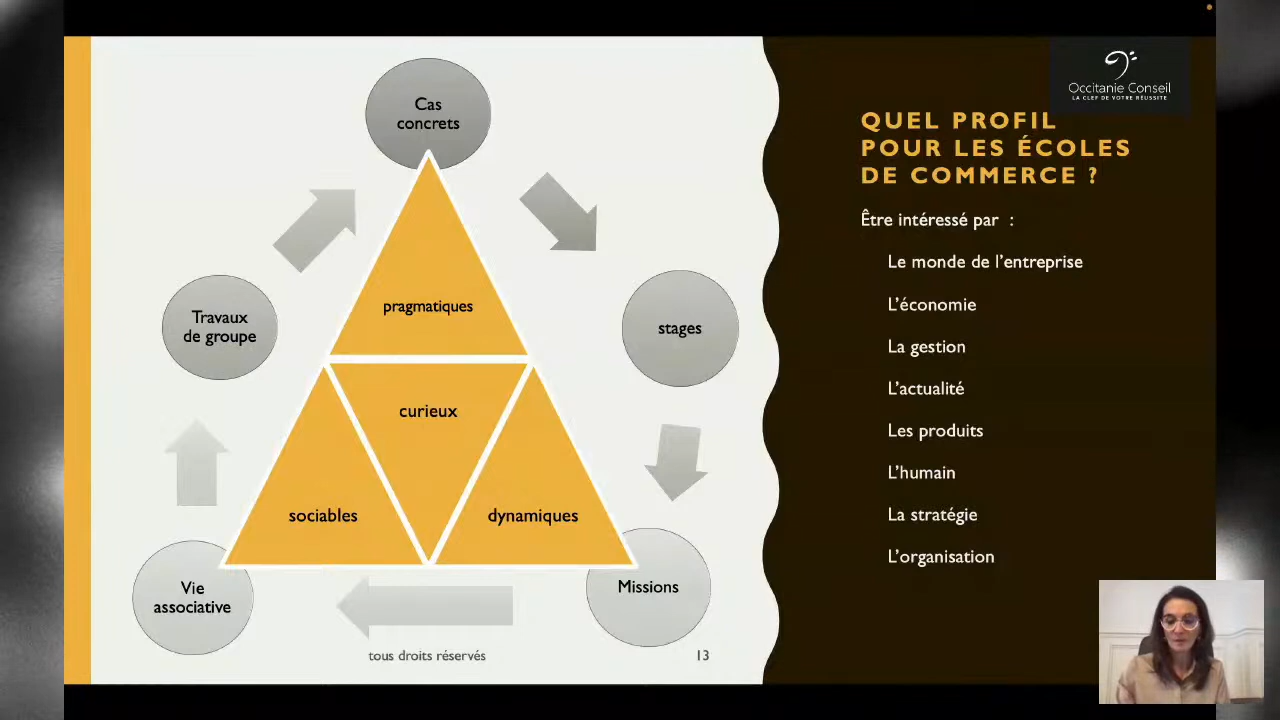 Cas
concrets
pragmatiques
Travaux
de groupe
stages
curieux
sociables
dynamiques
Vie
associative
Missions
tous droits réservés
13
Occitanie Conseil
LA CLEF DE VOTRE RÉUSSITE
QUEL PROFIL
POUR LES ÉCOLES
DE COMMERCE ?
Être intéressé par :
Le monde de l'entreprise
L'économie
La gestion
L'actualité
Les produits
L'humain
La stratégie
L'organisation